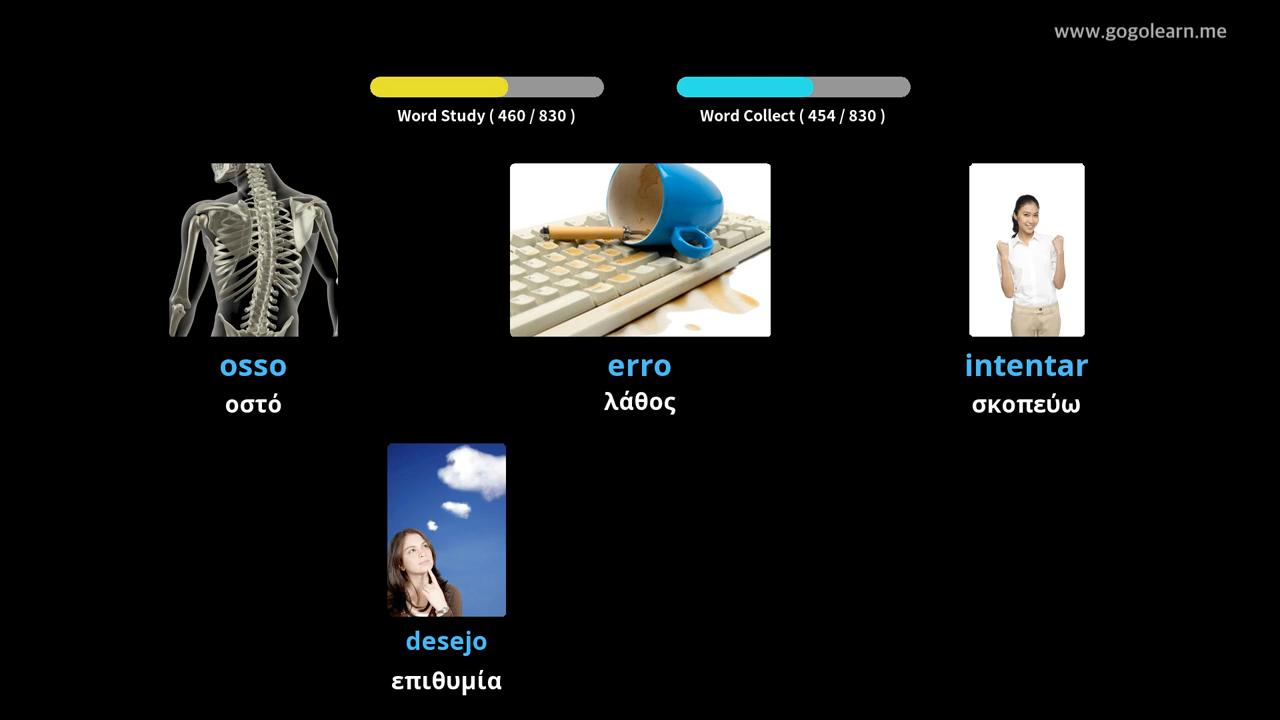 www.gogolearn.me
Word Study ( 460 / 830 )
Word Collect ( 454 / 830 )
osso
οστό
erro
λάθος
intentar
σκοπεύω
desejo
επιθυμία